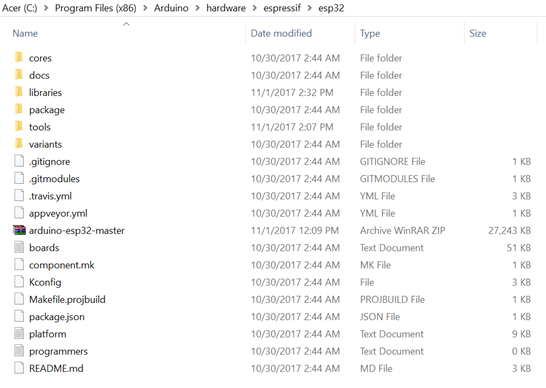 Acer (C:) > Program Files (x86) > Arduino > hardware > espressif > esp32
Name Date modified Type Size
cores 10/30/2017 2:44 AM File folder
docs 10/30/2017 2:44 AM File folder
libraries 11/1/2017 2:32 PM File folder
package 10/30/2017 2:44 AM File folder
tools 11/1/2017 2:07 PM File folder
variants 10/30/2017 2:44 AM File folder
.gitignore 10/30/2017 2:44 AM GITIGNORE File 1 KB
.gitmodules 10/30/2017 2:44 AM GITMODULES File 1 KB
.travis.yml 10/30/2017 2:44 AM YML File 3 KB
appveyor.yml 10/30/2017 2:44 AM YML File 1 KB
arduino-esp32-master 11/1/2017 12:09 PM Archive WinRAR ZIP 27,243 KB
boards 10/30/2017 2:44 AM Text Document 51 KB
component.mk 10/30/2017 2:44 AM MK File 1 KB
Kconfig 10/30/2017 2:44 AM File 3 KB
Makefile.projbuild 10/30/2017 2:44 AM PROJBUILD File 1 KB
package.json 10/30/2017 2:44 AM JSON File 1 KB
platform 10/30/2017 2:44 AM Text Document 9 KB
programmers 10/30/2017 2:44 AM Text Document 0 KB
README.md 10/30/2017 2:44 AM MD File 3 KB